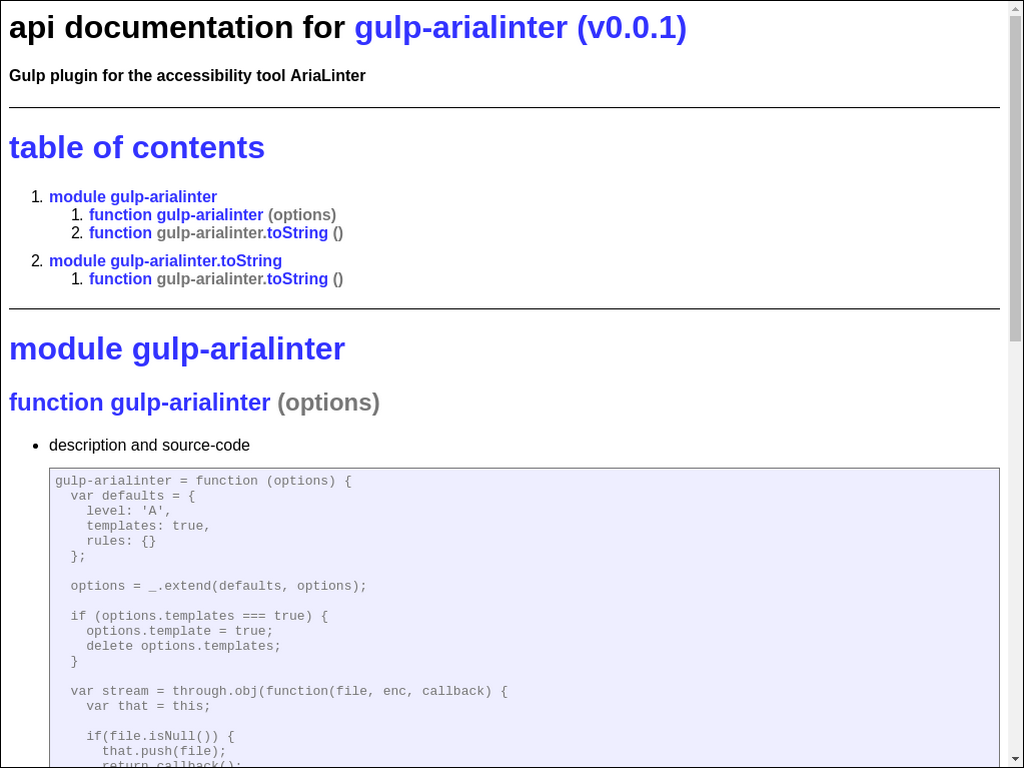 api documentation for gulp-arialinter (v0.0.1)
Gulp plugin for the accessibility tool AriaLinter
table of contents
1. module gulp-arialinter
1. function gulp-arialinter (options)
2. function gulp-arialinter.toString ()
2. module gulp-arialinter.toString
1. function gulp-arialinter.toString ()
module gulp-arialinter
function gulp-arialinter (options)
• description and source-code
gulp-arialinter = function (options) {
  var defaults = {
    level: 'A',
    templates: true,
    rules: {}
  };
  options = _.extend(defaults, options);
  if (options.templates === true) {
    options.template = true;
    delete options.templates;
  }
  var stream = through.obj(function(file, enc, callback) {
    var that = this;
    if(file.isNull()) {
      that.push(file);
      return callback();